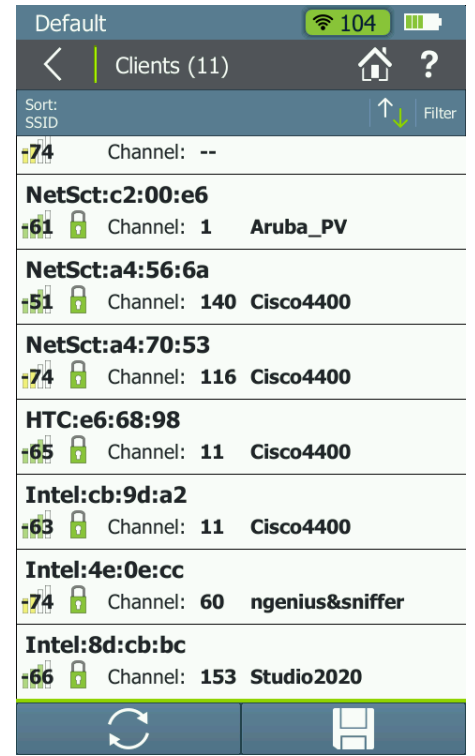 Default 104
Clients (11) ?
Sort:
SSID Filter
-74 Channel: --
NetSct:c2:00:e6
-61 Channel: 1 Aruba_PV
NetSct:a4:56:6a
-51 Channel: 140 Cisco4400
NetSct:a4:70:53
-74 Channel: 116 Cisco4400
HTC:e6:68:98
-65 Channel: 11 Cisco4400
Intel:cb:9d:a2
-63 Channel: 11 Cisco4400
Intel:4e:0e:cc
-74 Channel: 60 ngenius&sniffer
Intel:8d:cb:bc
-66 Channel: 153 Studio2020